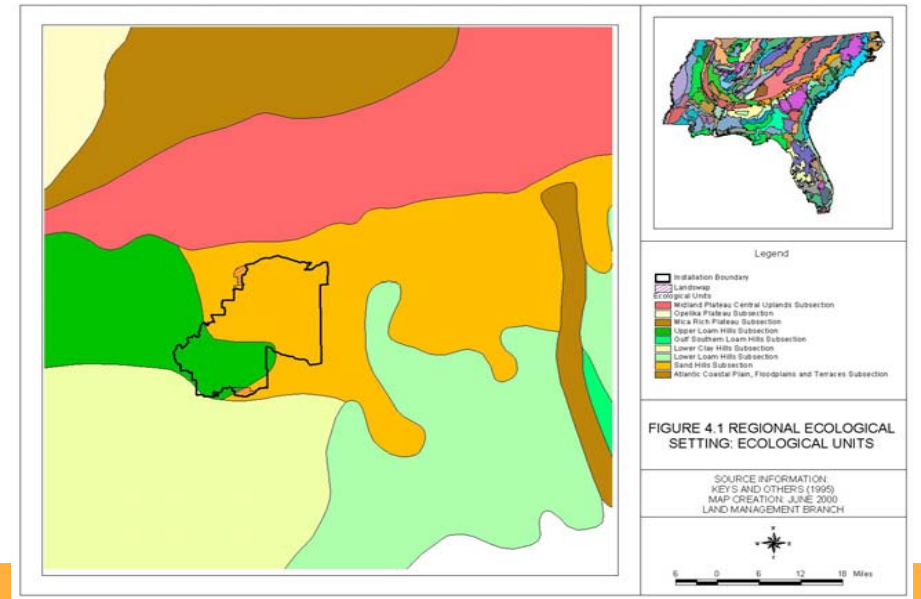 Legend
Installation Boundary
Landswap
Ecological Units
Midland Plateau Central Uplands Subsection
Opelika Plateau Subsection
Mica Rich Plateau Subsection
Upper Loam Hills Subsection
Gulf Southern Loam Hills Subsection
Lower Clay Hills Subsection
Lower Loam Hills Subsection
Sand Hills Subsection
Atlantic Coastal Plain, Floodplains and Terraces Subsection
FIGURE 4.1 REGIONAL ECOLOGICAL
SETTING: ECOLOGICAL UNITS
SOURCE INFORMATION:
KEYS AND OTHERS (1995)
MAP CREATION: JUNE 2000
LAND MANAGEMENT BRANCH
N
W E
S
6 0 6 12 18 Miles